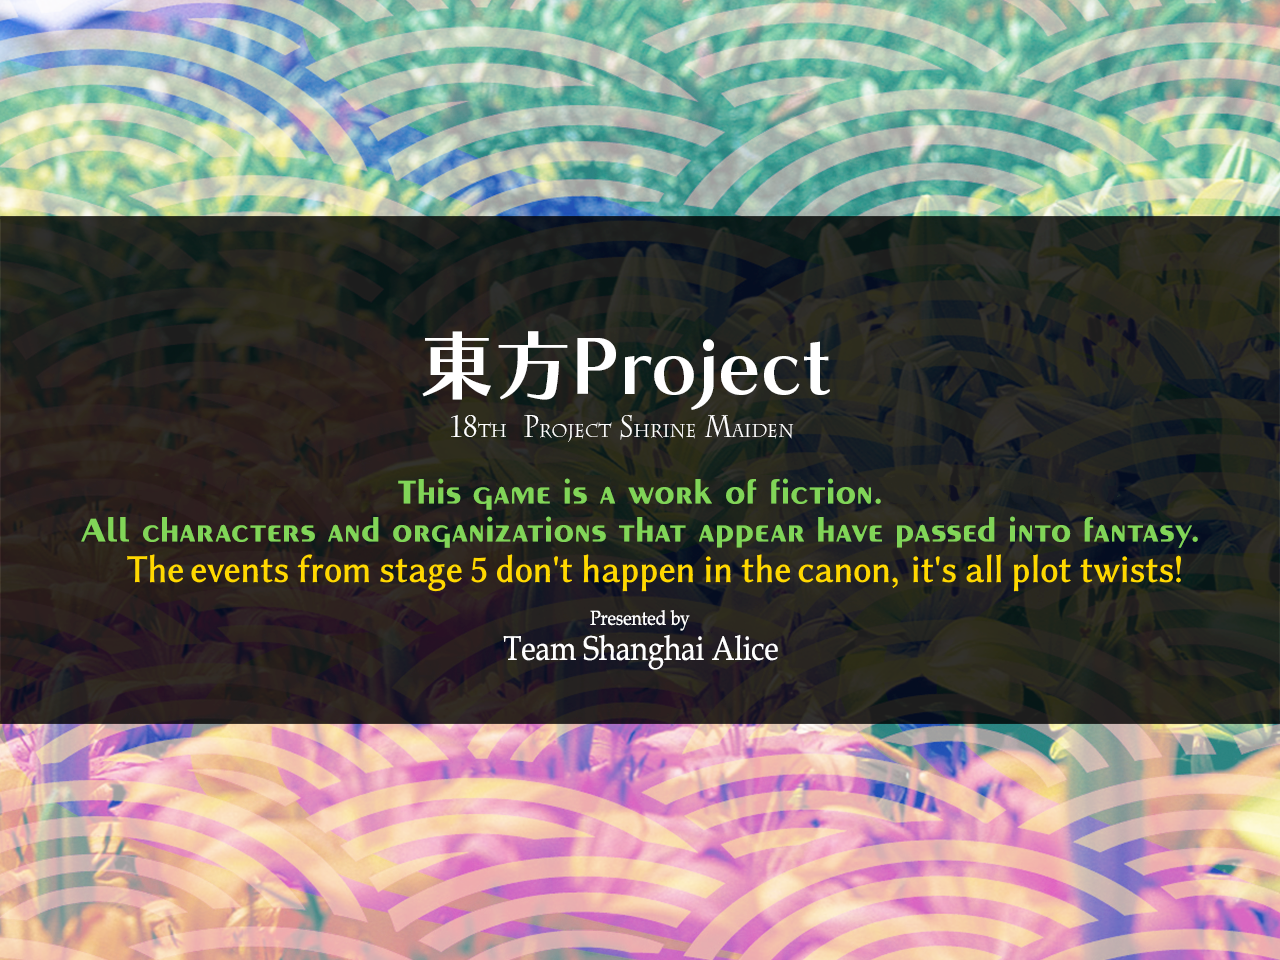 東方Project
18th Project Shrine Maiden
This game is a work of fiction.
All characters and organizations that appear have passed into fantasy.
The events from stage 5 don't happen in the canon, it's all plot twists!
Presented by
Team Shanghai Alice